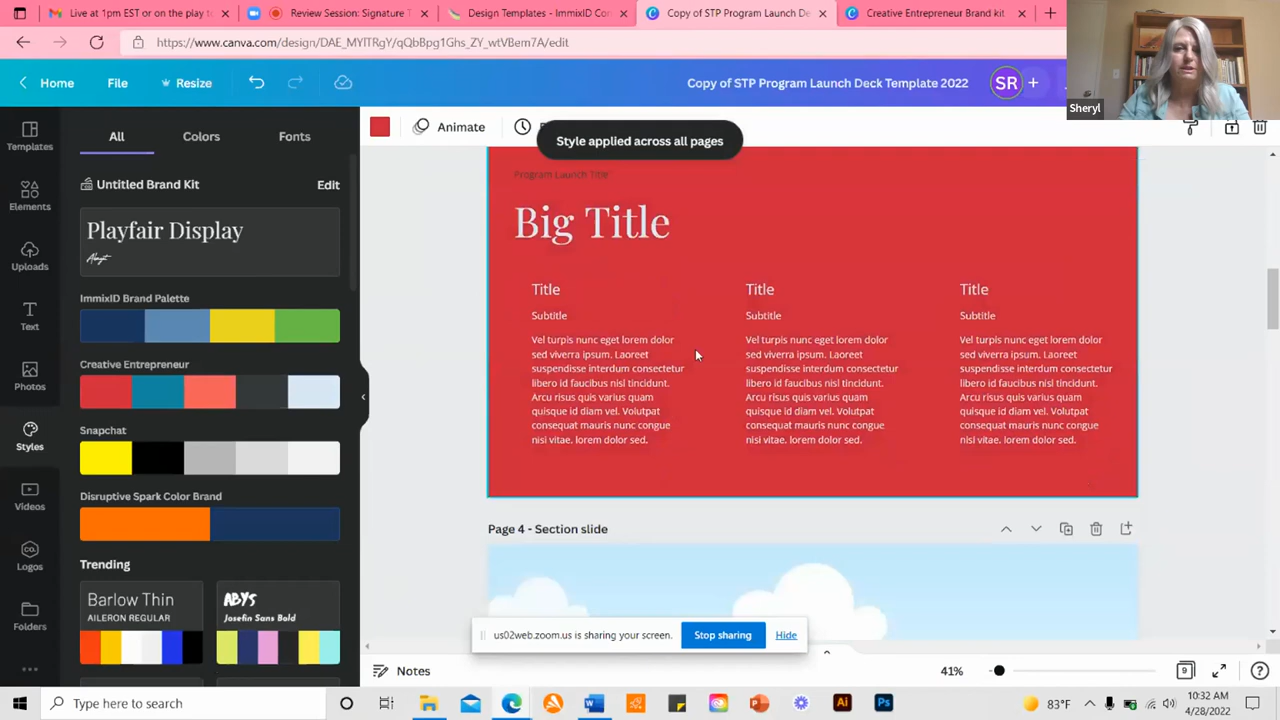 Live at 1pm EST or on the play to
Review Session: Signature T
Design Templates - ImmixID Con
Copy of STP Program Launch De
Creative Entrepreneur Brand kit
https://www.canva.com/design/DAE_MYlTRgY/qQbBpg1Ghs_ZY_wtVBem7A/edit
Home
File
Resize
Copy of STP Program Launch Deck Template 2022
SR
Sheryl
All
Colors
Fonts
Animate
Style applied across all pages
Templates
Elements
Uploads
Text
Photos
Styles
Videos
CO.
Logos
Folders
Untitled Brand Kit
Edit
Playfair Display
ImmixID Brand Palette
Creative Entrepreneur
Snapchat
Disruptive Spark Color Brand
Trending
Barlow Thin
AILERON REGULAR
ABYS
Josefin Sans Bold
Program Launch Title
Big Title
Title
Subtitle
Vel turpis nunc eget lorem dolor
sed viverra ipsum. Laoreet
suspendisse interdum consectetur
libero id faucibus nisl tincidunt.
Arcu risus quis varius quam
quisque id diam vel. Volutpat
consequat mauris nunc congue
nisi vitae. lorem dolor sed.
Title
Subtitle
Vel turpis nunc eget lorem dolor
sed viverra ipsum. Laoreet
suspendisse interdum consectetur
libero id faucibus nisl tincidunt.
Arcu risus quis varius quam
quisque id diam vel. Volutpat
consequat mauris nunc congue
nisi vitae. lorem dolor sed.
Title
Subtitle
Vel turpis nunc eget lorem dolor
sed viverra ipsum. Laoreet
suspendisse interdum consectetur
libero id faucibus nisl tincidunt.
Arcu risus quis varius quam
quisque id diam vel. Volutpat
consequat mauris nunc congue
nisi vitae. lorem dolor sed.
Page 4 - Section slide
us02web.zoom.us is sharing your screen.
Stop sharing
Hide
Notes
41%
9
Type here to search
Ai
Ps
83°F
10:32 AM
4/28/2022